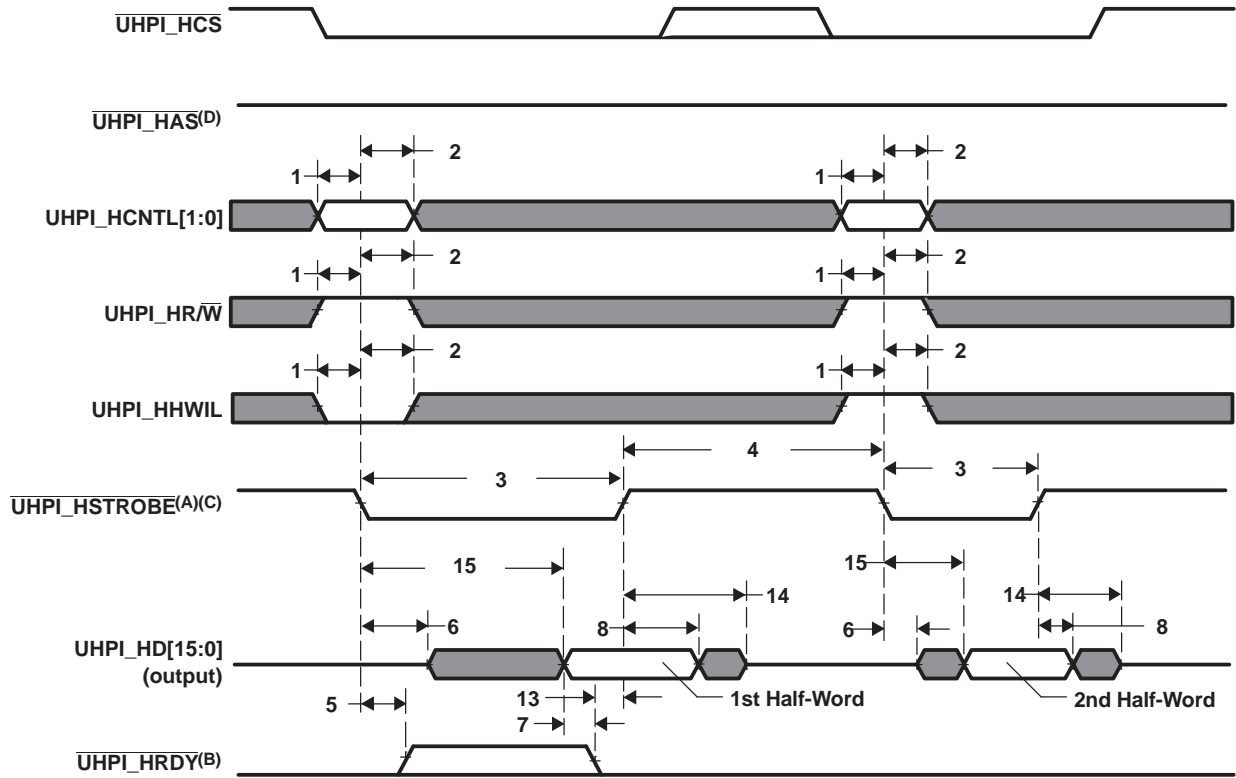 UHPI_HCS
UHPI_HAS(D)
2 2
1 1
UHPI_HCNTL[1:0]
2 2
1 1
UHPI_HR/W
2 2
1 1
UHPI_HHWIL
4
3 3
UHPI_HSTROBE(A)(C)
15 15
14 14
6 8 6 8
UHPI_HD[15:0]
(output)
13 1st Half-Word 2nd Half-Word
5 7
UHPI_HRDY(B)